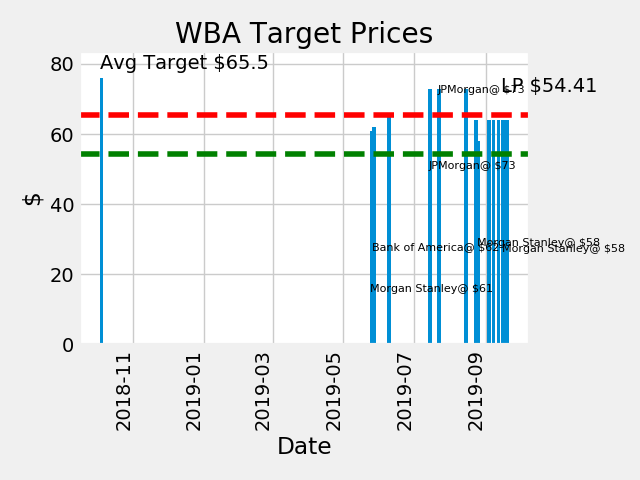 WBA Target Prices
Avg Target $65.5
LP $54.41
JPMorgan@ $73
JPMorgan@ $73
Morgan Stanley@ $58
Bank of America@ $62
Morgan Stanley@ $58
Morgan Stanley@ $61
80
60
40
20
0
$
2018-11
2019-01
2019-03
2019-05
2019-07
2019-09
Date